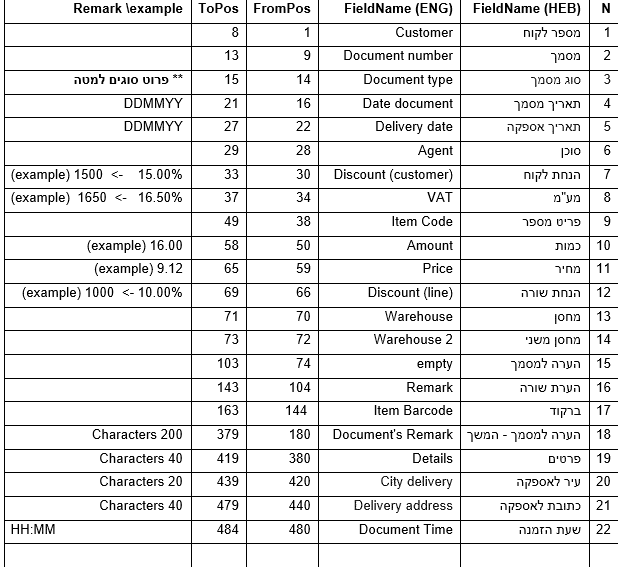 N FieldName (HEB) FieldName (ENG) FromPos ToPos Remark \example
1 מספר לקוח Customer 1 8
2 מסמך Document number 9 13
3 סוג מסמך Document type 14 15 ** פרוט סוגים למטה
4 תאריך מסמך Date document 16 21 DDMMYY
5 תאריך אספקה Delivery date 22 27 DDMMYY
6 סוכן Agent 28 29
7 הנחת לקוח Discount (customer) 30 33 (example) 1500 <- 15.00%
8 מע"מ VAT 34 37 (example) 1650 <- 16.50%
9 פריט מספר Item Code 38 49
10 כמות Amount 50 58 (example) 16.00
11 מחיר Price 59 65 (example) 9.12
12 הנחת שורה Discount (line) 66 69 (example) 1000 <- 10.00%
13 מחסן Warehouse 70 71
14 מחסן משני Warehouse 2 72 73
15 הערה למסמך empty 74 103
16 הערת שורה Remark 104 143
17 ברקוד Item Barcode 144 163
18 הערה למסמך - המשך Document's Remark 180 379 Characters 200
19 פרטים Details 380 419 Characters 40
20 עיר לאספקה City delivery 420 439 Characters 20
21 כתובת לאספקה Delivery address 440 479 Characters 40
22 שעת הזמנה Document Time 480 484 HH:MM